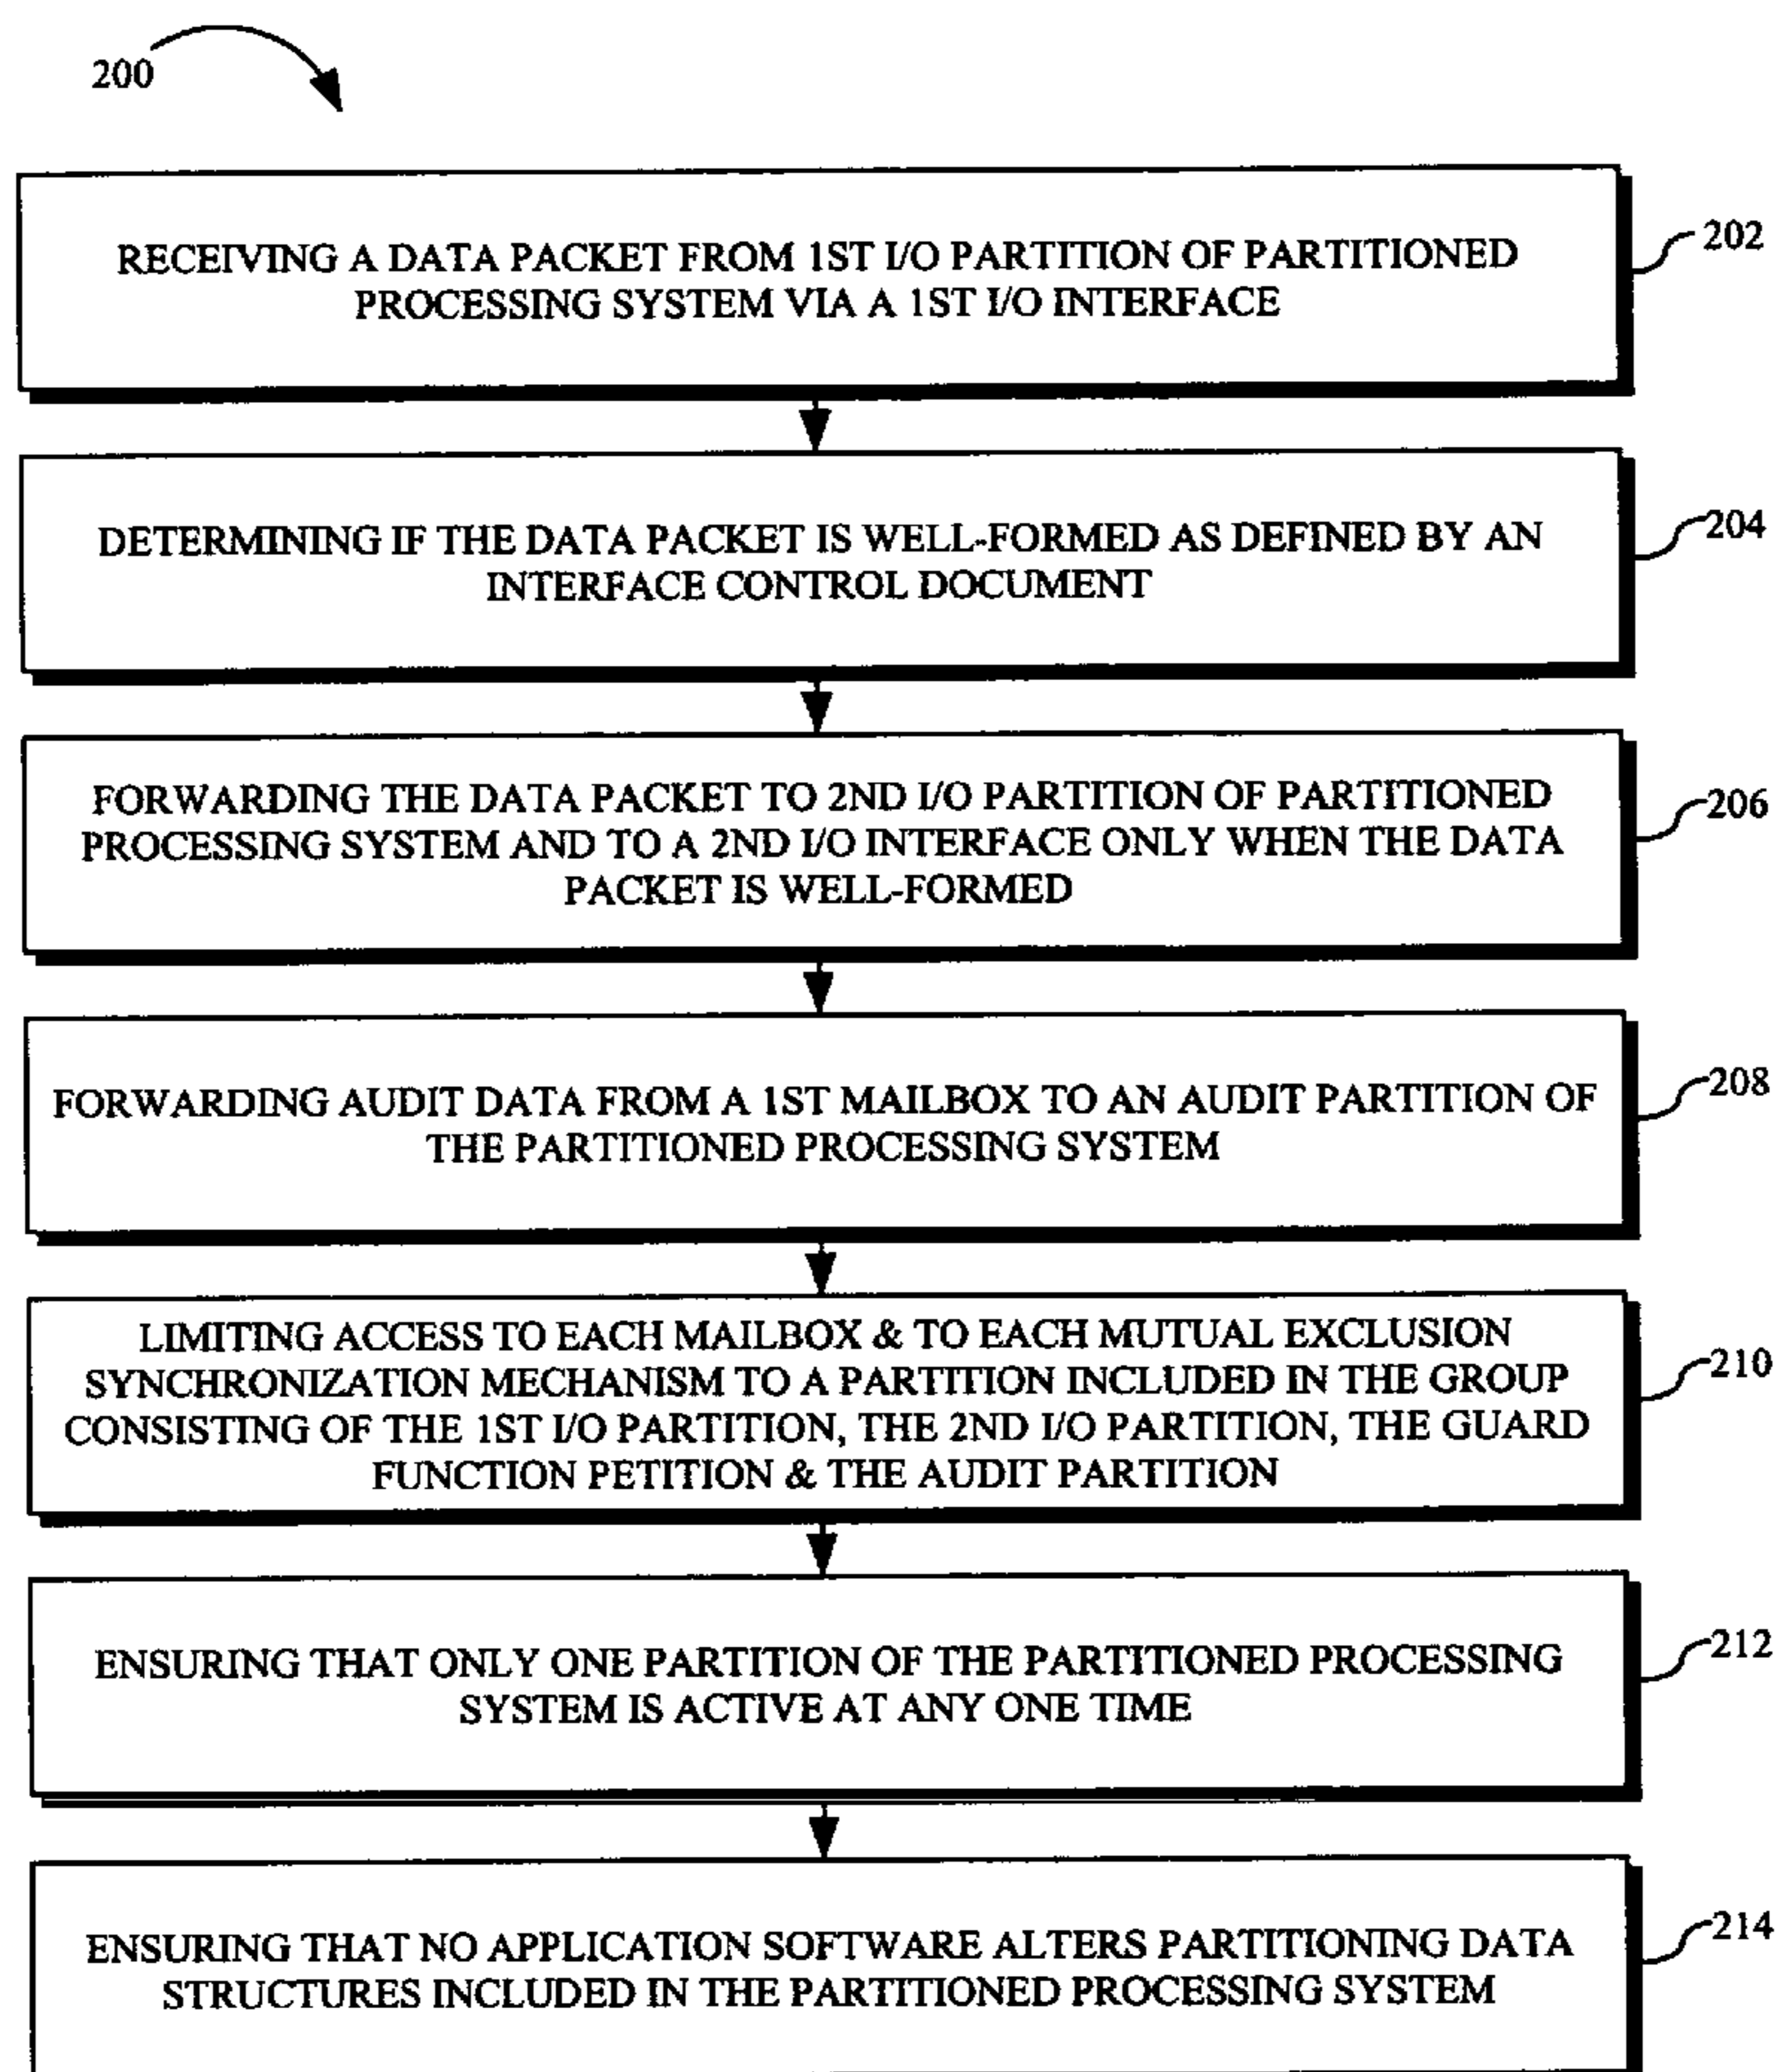 200
RECEIVING A DATA PACKET FROM 1ST I/O PARTITION OF PARTITIONED
PROCESSING SYSTEM VIA A 1ST I/O INTERFACE
202
DETERMINING IF THE DATA PACKET IS WELL-FORMED AS DEFINED BY AN
INTERFACE CONTROL DOCUMENT
204
FORWARDING THE DATA PACKET TO 2ND I/O PARTITION OF PARTITIONED
PROCESSING SYSTEM AND TO A 2ND I/O INTERFACE ONLY WHEN THE DATA
PACKET IS WELL-FORMED
206
FORWARDING AUDIT DATA FROM A 1ST MAILBOX TO AN AUDIT PARTITION OF
THE PARTITIONED PROCESSING SYSTEM
208
LIMITING ACCESS TO EACH MAILBOX & TO EACH MUTUAL EXCLUSION
SYNCHRONIZATION MECHANISM TO A PARTITION INCLUDED IN THE GROUP
CONSISTING OF THE 1ST I/O PARTITION, THE 2ND I/O PARTITION, THE GUARD
FUNCTION PETITION & THE AUDIT PARTITION
210
ENSURING THAT ONLY ONE PARTITION OF THE PARTITIONED PROCESSING
SYSTEM IS ACTIVE AT ANY ONE TIME
212
ENSURING THAT NO APPLICATION SOFTWARE ALTERS PARTITIONING DATA
STRUCTURES INCLUDED IN THE PARTITIONED PROCESSING SYSTEM
214